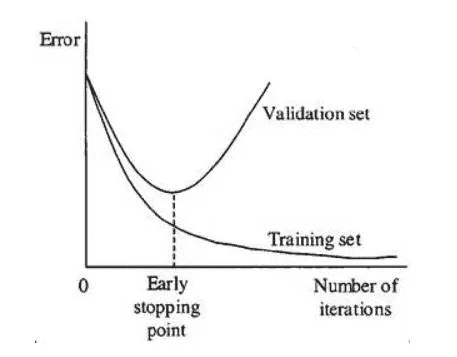 Error
Validation set
Training set
0
Early
stopping
point
Number of
iterations